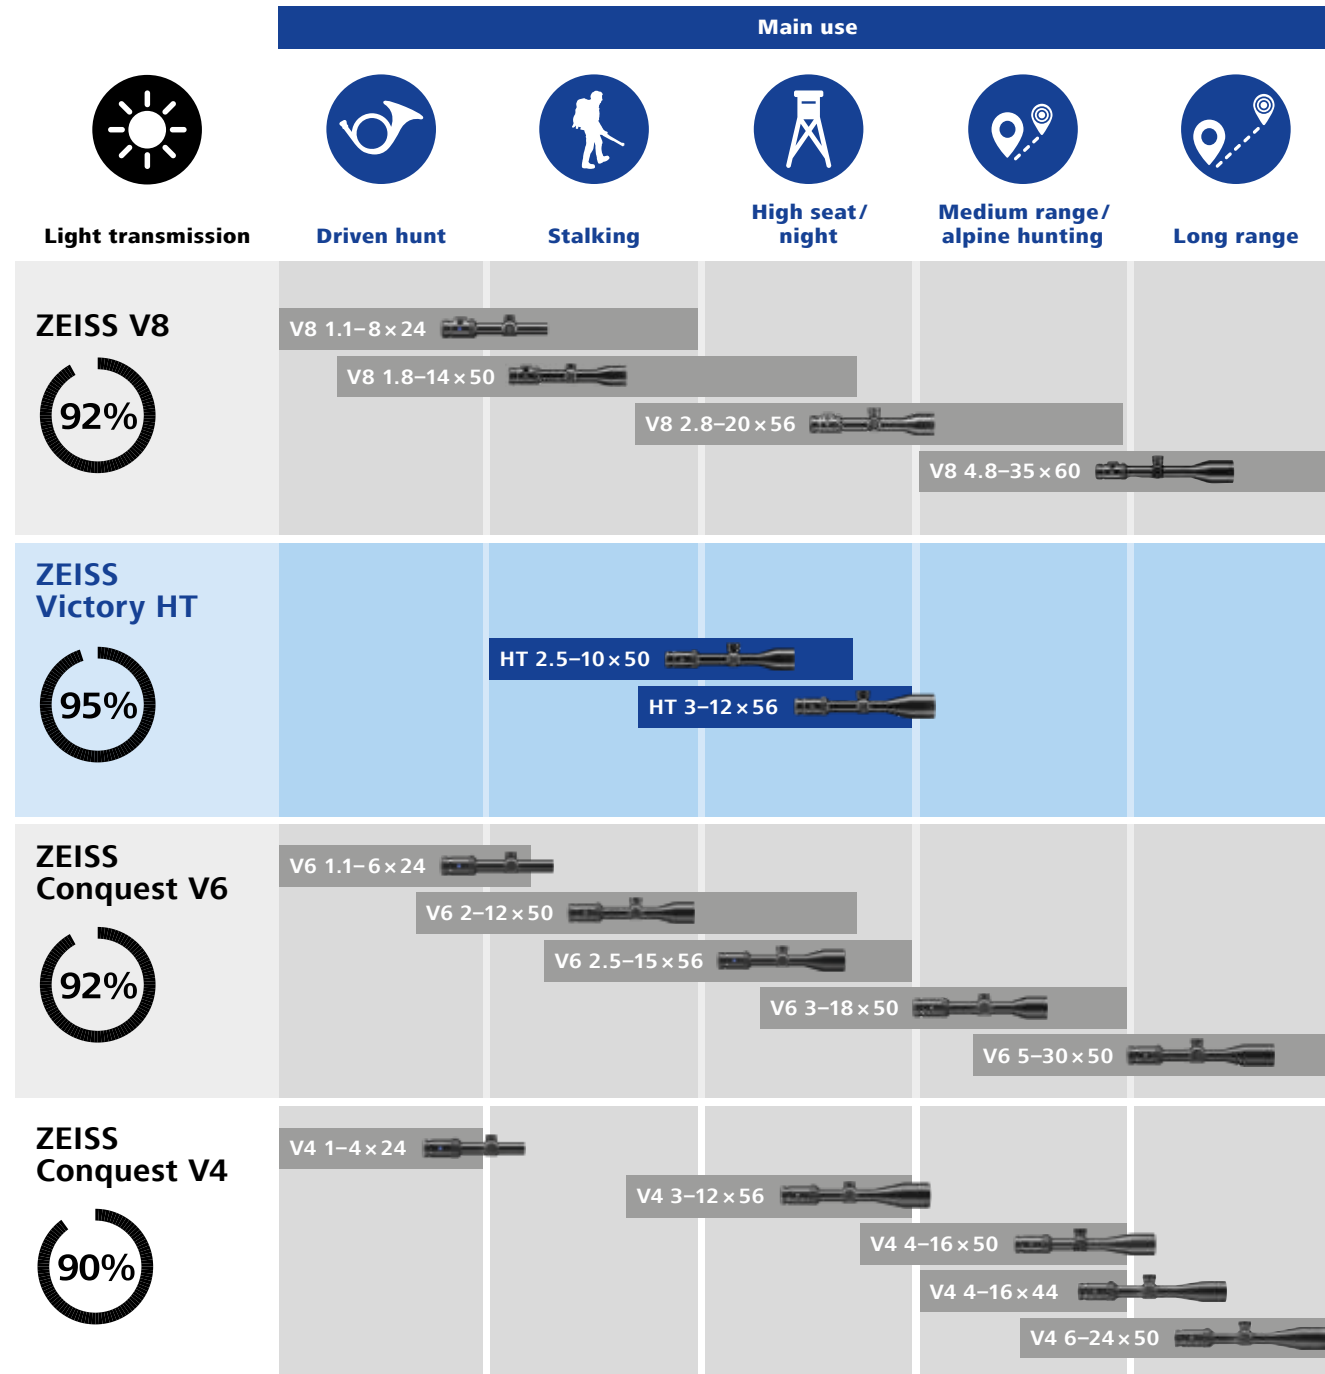 Main use
Light transmission
Driven hunt
Stalking
High seat/
night
Medium range/
alpine hunting
Long range
ZEISS V8
92%
V8 1.1–8 × 24
V8 1.8–14 × 50
V8 2.8–20 × 56
V8 4.8–35 × 60
ZEISS
Victory HT
95%
HT 2.5–10 × 50
HT 3–12 × 56
ZEISS
Conquest V6
92%
V6 1.1–6 × 24
V6 2–12 × 50
V6 2.5–15 × 56
V6 3–18 × 50
V6 5–30 × 50
ZEISS
Conquest V4
90%
V4 1–4 × 24
V4 3–12 × 56
V4 4–16 × 50
V4 4–16 × 44
V4 6–24 × 50